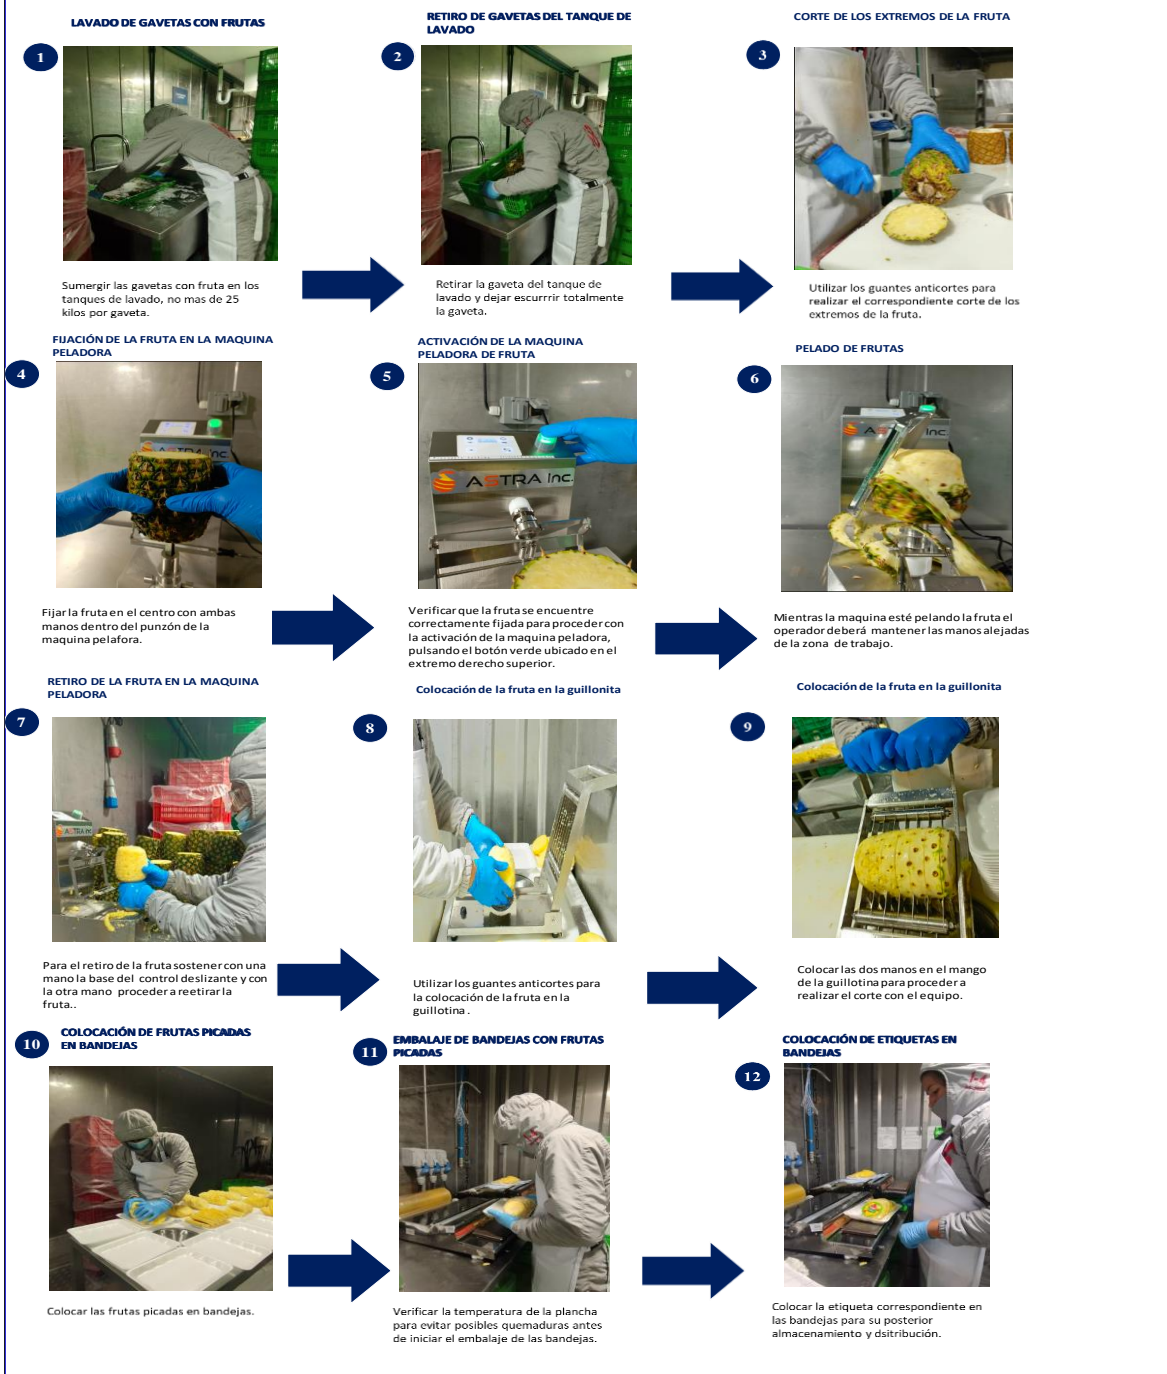 LAVADO DE GAVETAS CON FRUTAS
1
Sumergir las gavetas con fruta en los
tanques de lavado, no mas de 25
kilos por gaveta.
RETIRO DE GAVETAS DEL TANQUE DE
LAVADO
2
Retirar la gaveta del tanque de
lavado y dejar escurrrir totalmente
la gaveta.
CORTE DE LOS EXTREMOS DE LA FRUTA
3
Utilizar los guantes anticortes para
realizar el correspondiente corte de los
extremos de la fruta.
FIJACIÓN DE LA FRUTA EN LA MAQUINA
PELADORA
4
ASTRA Inc.
Fijar la fruta en el centro con ambas
manos dentro del punzón de la
maquina pelafora.
ACTIVACIÓN DE LA MAQUINA
PELADORA DE FRUTA
5
ASTRA Inc.
Verificar que la fruta se encuentre
correctamente fijada para proceder con
la activación de la maquina peladora,
pulsando el botón verde ubicado en el
extremo derecho superior.
PELADO DE FRUTAS
6
AS Inc.
Mientras la maquina esté pelando la fruta el
operador deberá mantener las manos alejadas
de la zona de trabajo.
RETIRO DE LA FRUTA EN LA MAQUINA
PELADORA
7
ASTRA Inc
Para el retiro de la fruta sostener con una
mano la base del control deslizante y con
la otra mano proceder a reetirar la
fruta..
Colocación de la fruta en la guillonita
8
Utilizar los guantes anticortes para
la colocación de la fruta en la
guillotina .
Colocación de la fruta en la guillonita
9
Colocar las dos manos en el mango
de la guillotina para proceder a
realizar el corte con el equipo.
COLOCACIÓN DE FRUTAS PICADAS
EN BANDEJAS
10
Colocar las frutas picadas en bandejas.
EMBALAJE DE BANDEJAS CON FRUTAS
PICADAS
11
Verificar la temperatura de la plancha
para evitar posibles quemaduras antes
de iniciar el embalaje de las bandejas.
COLOCACIÓN DE ETIQUETAS EN
BANDEJAS
12
Colocar la etiqueta correspondiente en
las bandejas para su posterior
almacenamiento y dsitribución.